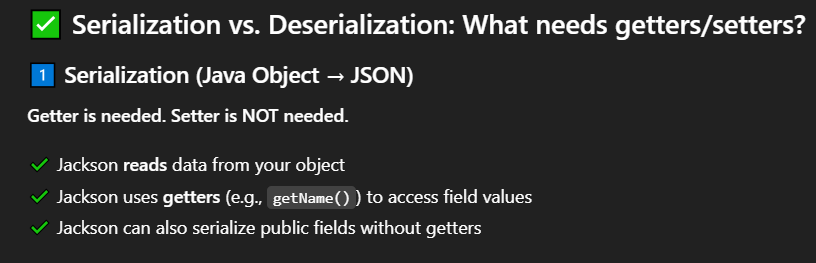 ✅ Serialization vs. Deserialization: What needs getters/setters?
1️⃣ Serialization (Java Object → JSON)
Getter is needed. Setter is NOT needed.
✓ Jackson reads data from your object
✓ Jackson uses getters (e.g., getName()) to access field values
✓ Jackson can also serialize public fields without getters